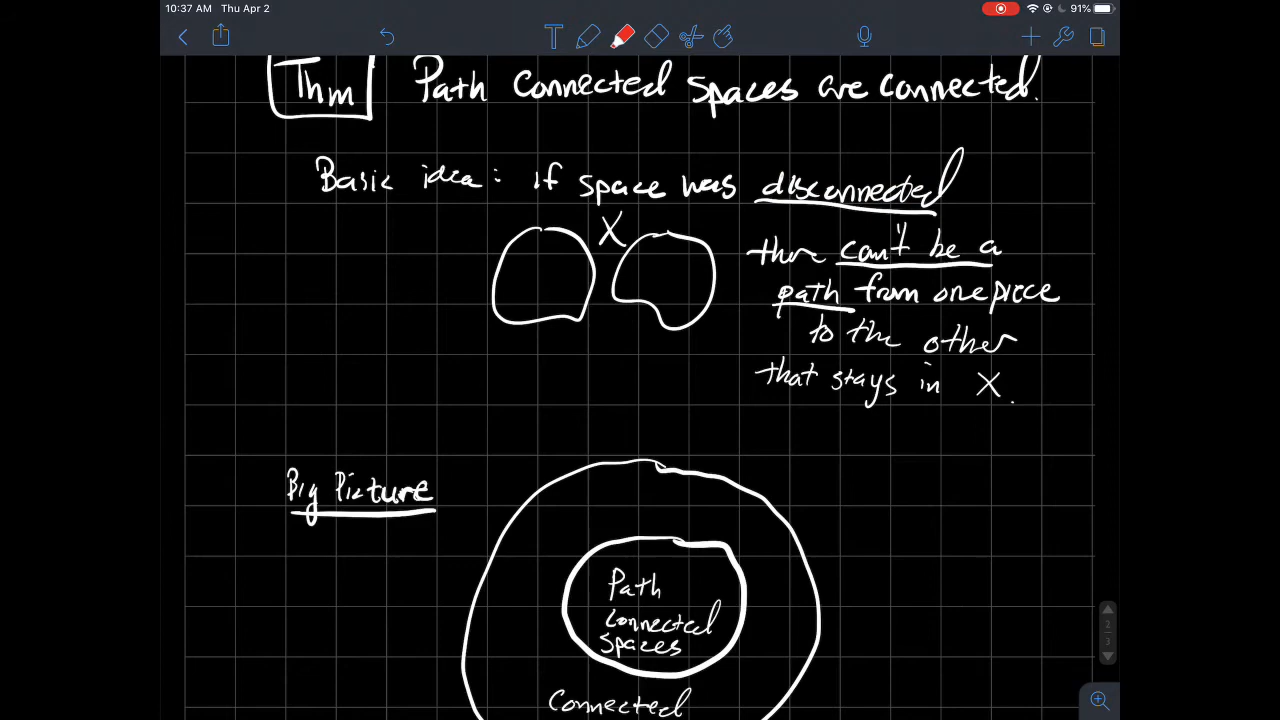 10:37 AM Thu Apr 2
91%
Thm Path Connected Spaces are connected.
Basic idea: if space was disconnected
X
there can't be a
path from one piece
to the other
that stays in X.
Big Picture
Path
connected
spaces
Connected
2
3